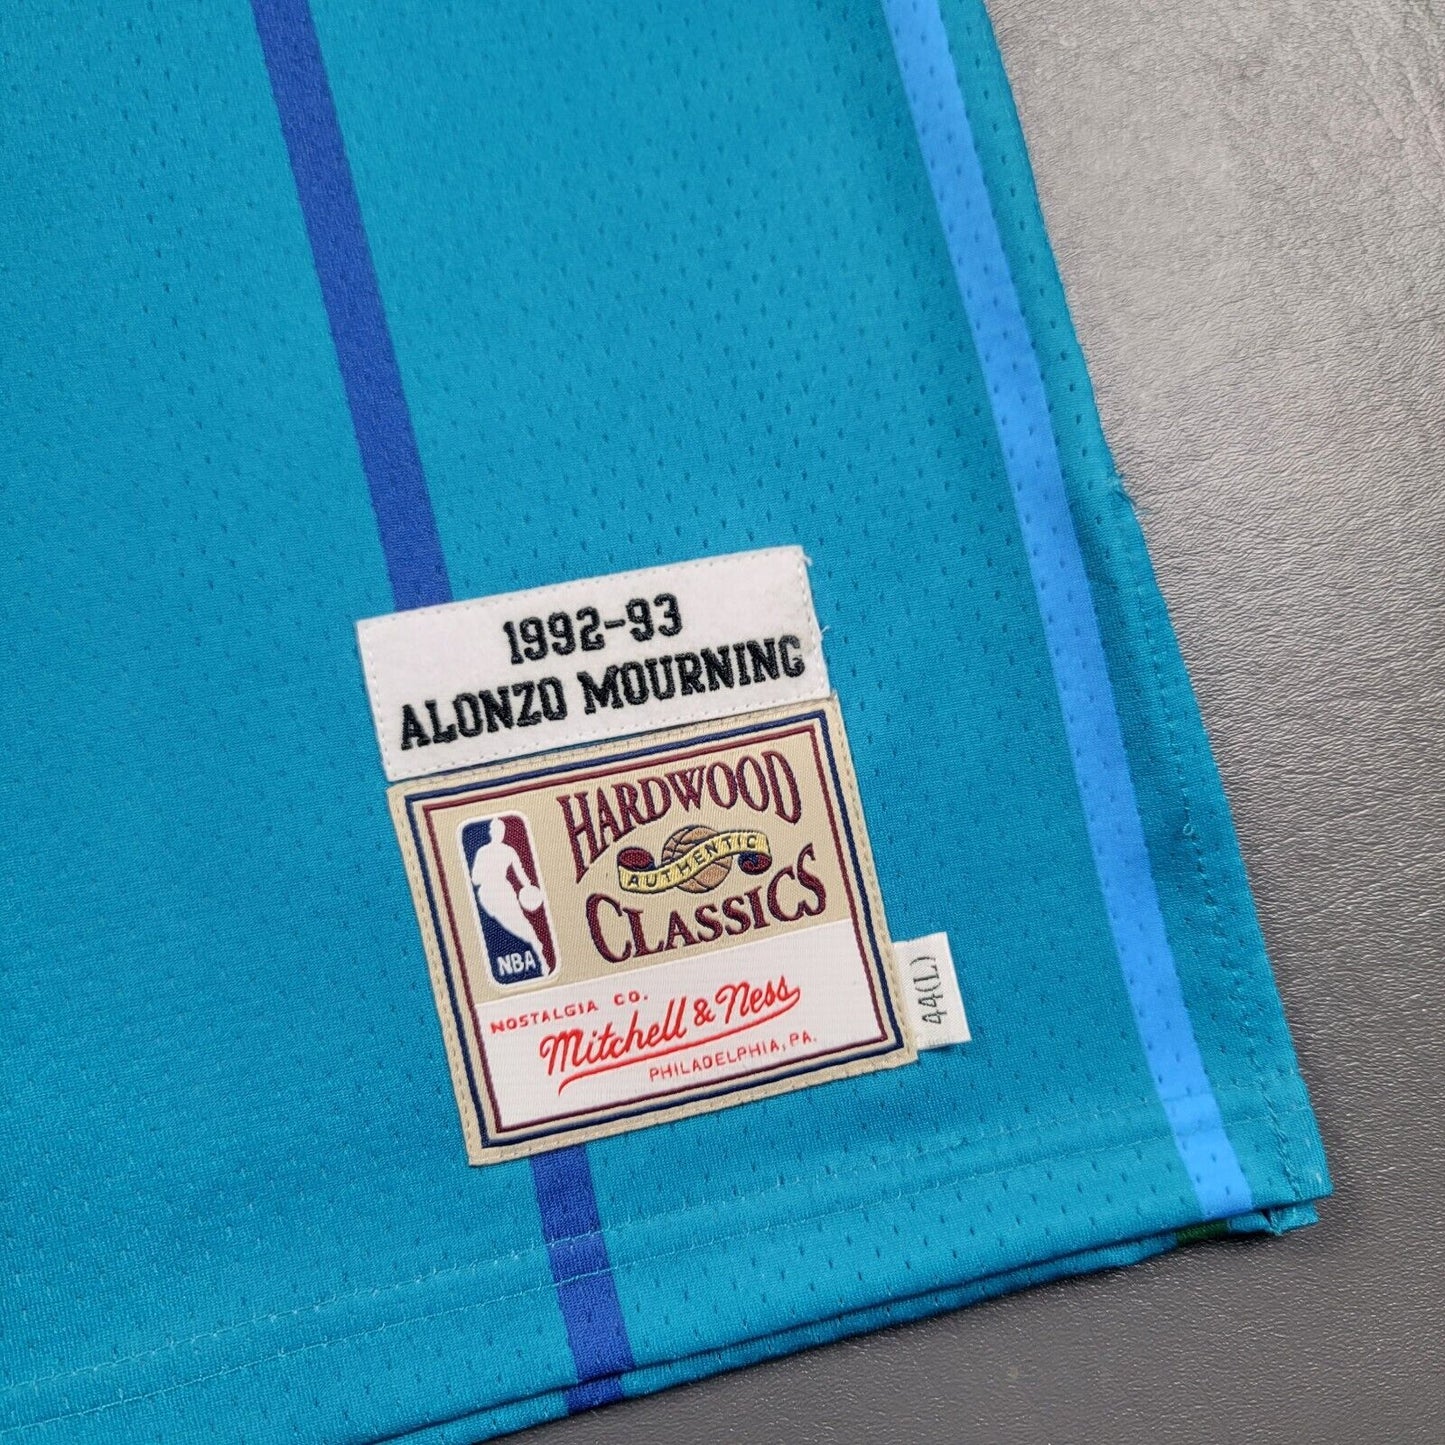 1992-93
ALONZO MOURNING
HARDWOOD
AUTHENTIC
CLASSICS
NBA
NOSTALGIA CO.
Mitchell & Ness
PHILADELPHIA, PA.
44(L)